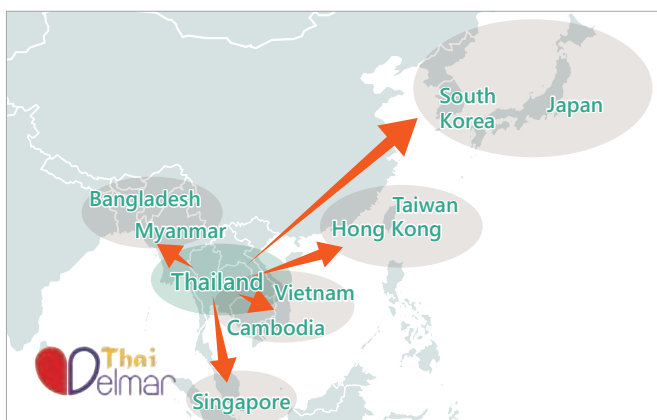 South
Korea
Japan
Bangladesh
Taiwan
Myanmar
Hong Kong
Thailand
Vietnam
Cambodia
Thai
Delmar
Singapore